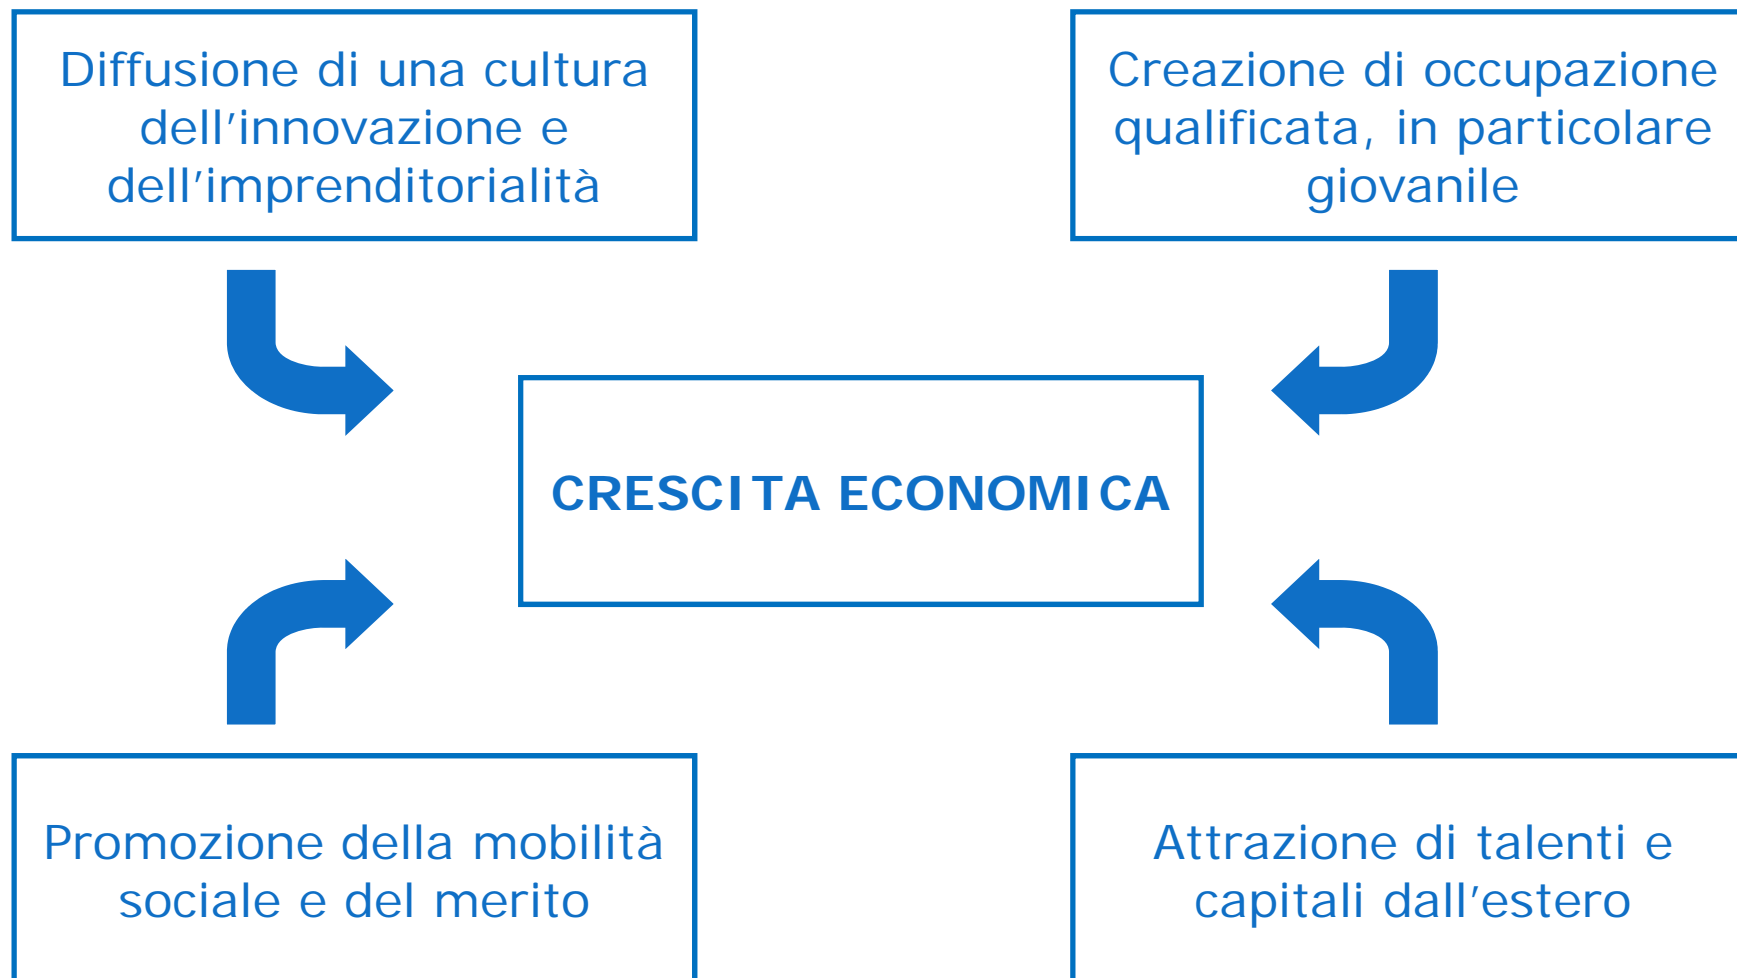 Diffusione di una cultura
dell'innovazione e
dell'imprenditorialità
Creazione di occupazione
qualificata, in particolare
giovanile
CRESCITA ECONOMICA
Promozione della mobilità
sociale e del merito
Attrazione di talenti e
capitali dall'estero